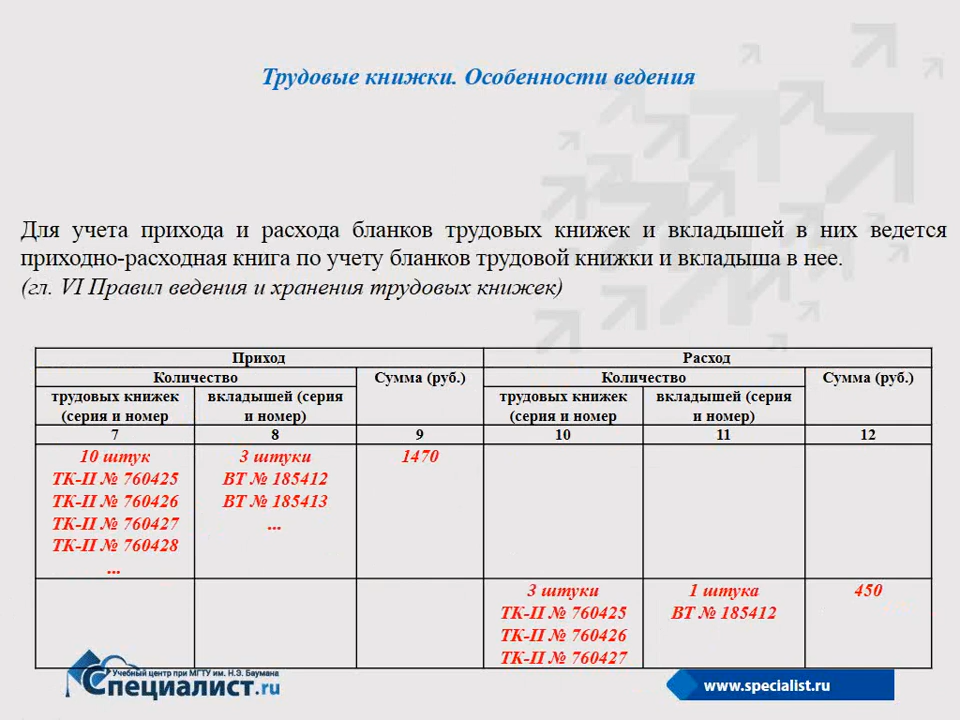 Трудовые книжки. Особенности ведения
Для учета прихода и расхода бланков трудовых книжек и вкладышей в них ведется
приходно-расходная книга по учету бланков трудовой книжки и вкладыша в нее.
(гл. VI Правил ведения и хранения трудовых книжек)
Приход Расход
Количество Сумма (руб.) Количество Сумма (руб.)
трудовых книжек (серия и номер вкладышей (серия и номер) трудовых книжек (серия и номер вкладышей (серия и номер)
7 8 9 10 11 12
10 штук 3 штуки 1470
ТК-II № 760425 ВТ № 185412
ТК-II № 760426 ВТ № 185413
ТК-II № 760427 ...
ТК-II № 760428
...
3 штуки 1 штука 450
ТК-II № 760425 ВТ № 185412
ТК-II № 760426
ТК-II № 760427
Учебный центр при МГТУ им. Н.Э. Баумана
Специалист.ru
www.specialist.ru